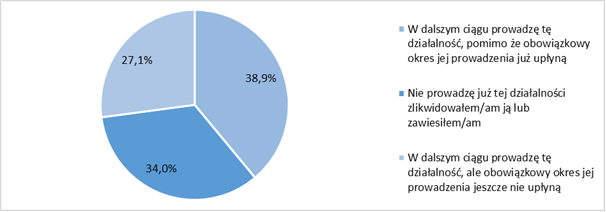 27,1%
38,9%
34,0%
W dalszym ciągu prowadzę tę
działalność, pomimo że obowiązkowy
okres jej prowadzenia już upłyną
Nie prowadzę już tej działalności
zlikwidowałem/am ją lub
zawiesiłem/am
W dalszym ciągu prowadzę tę
działalność, ale obowiązkowy okres jej
prowadzenia jeszcze nie upłyną